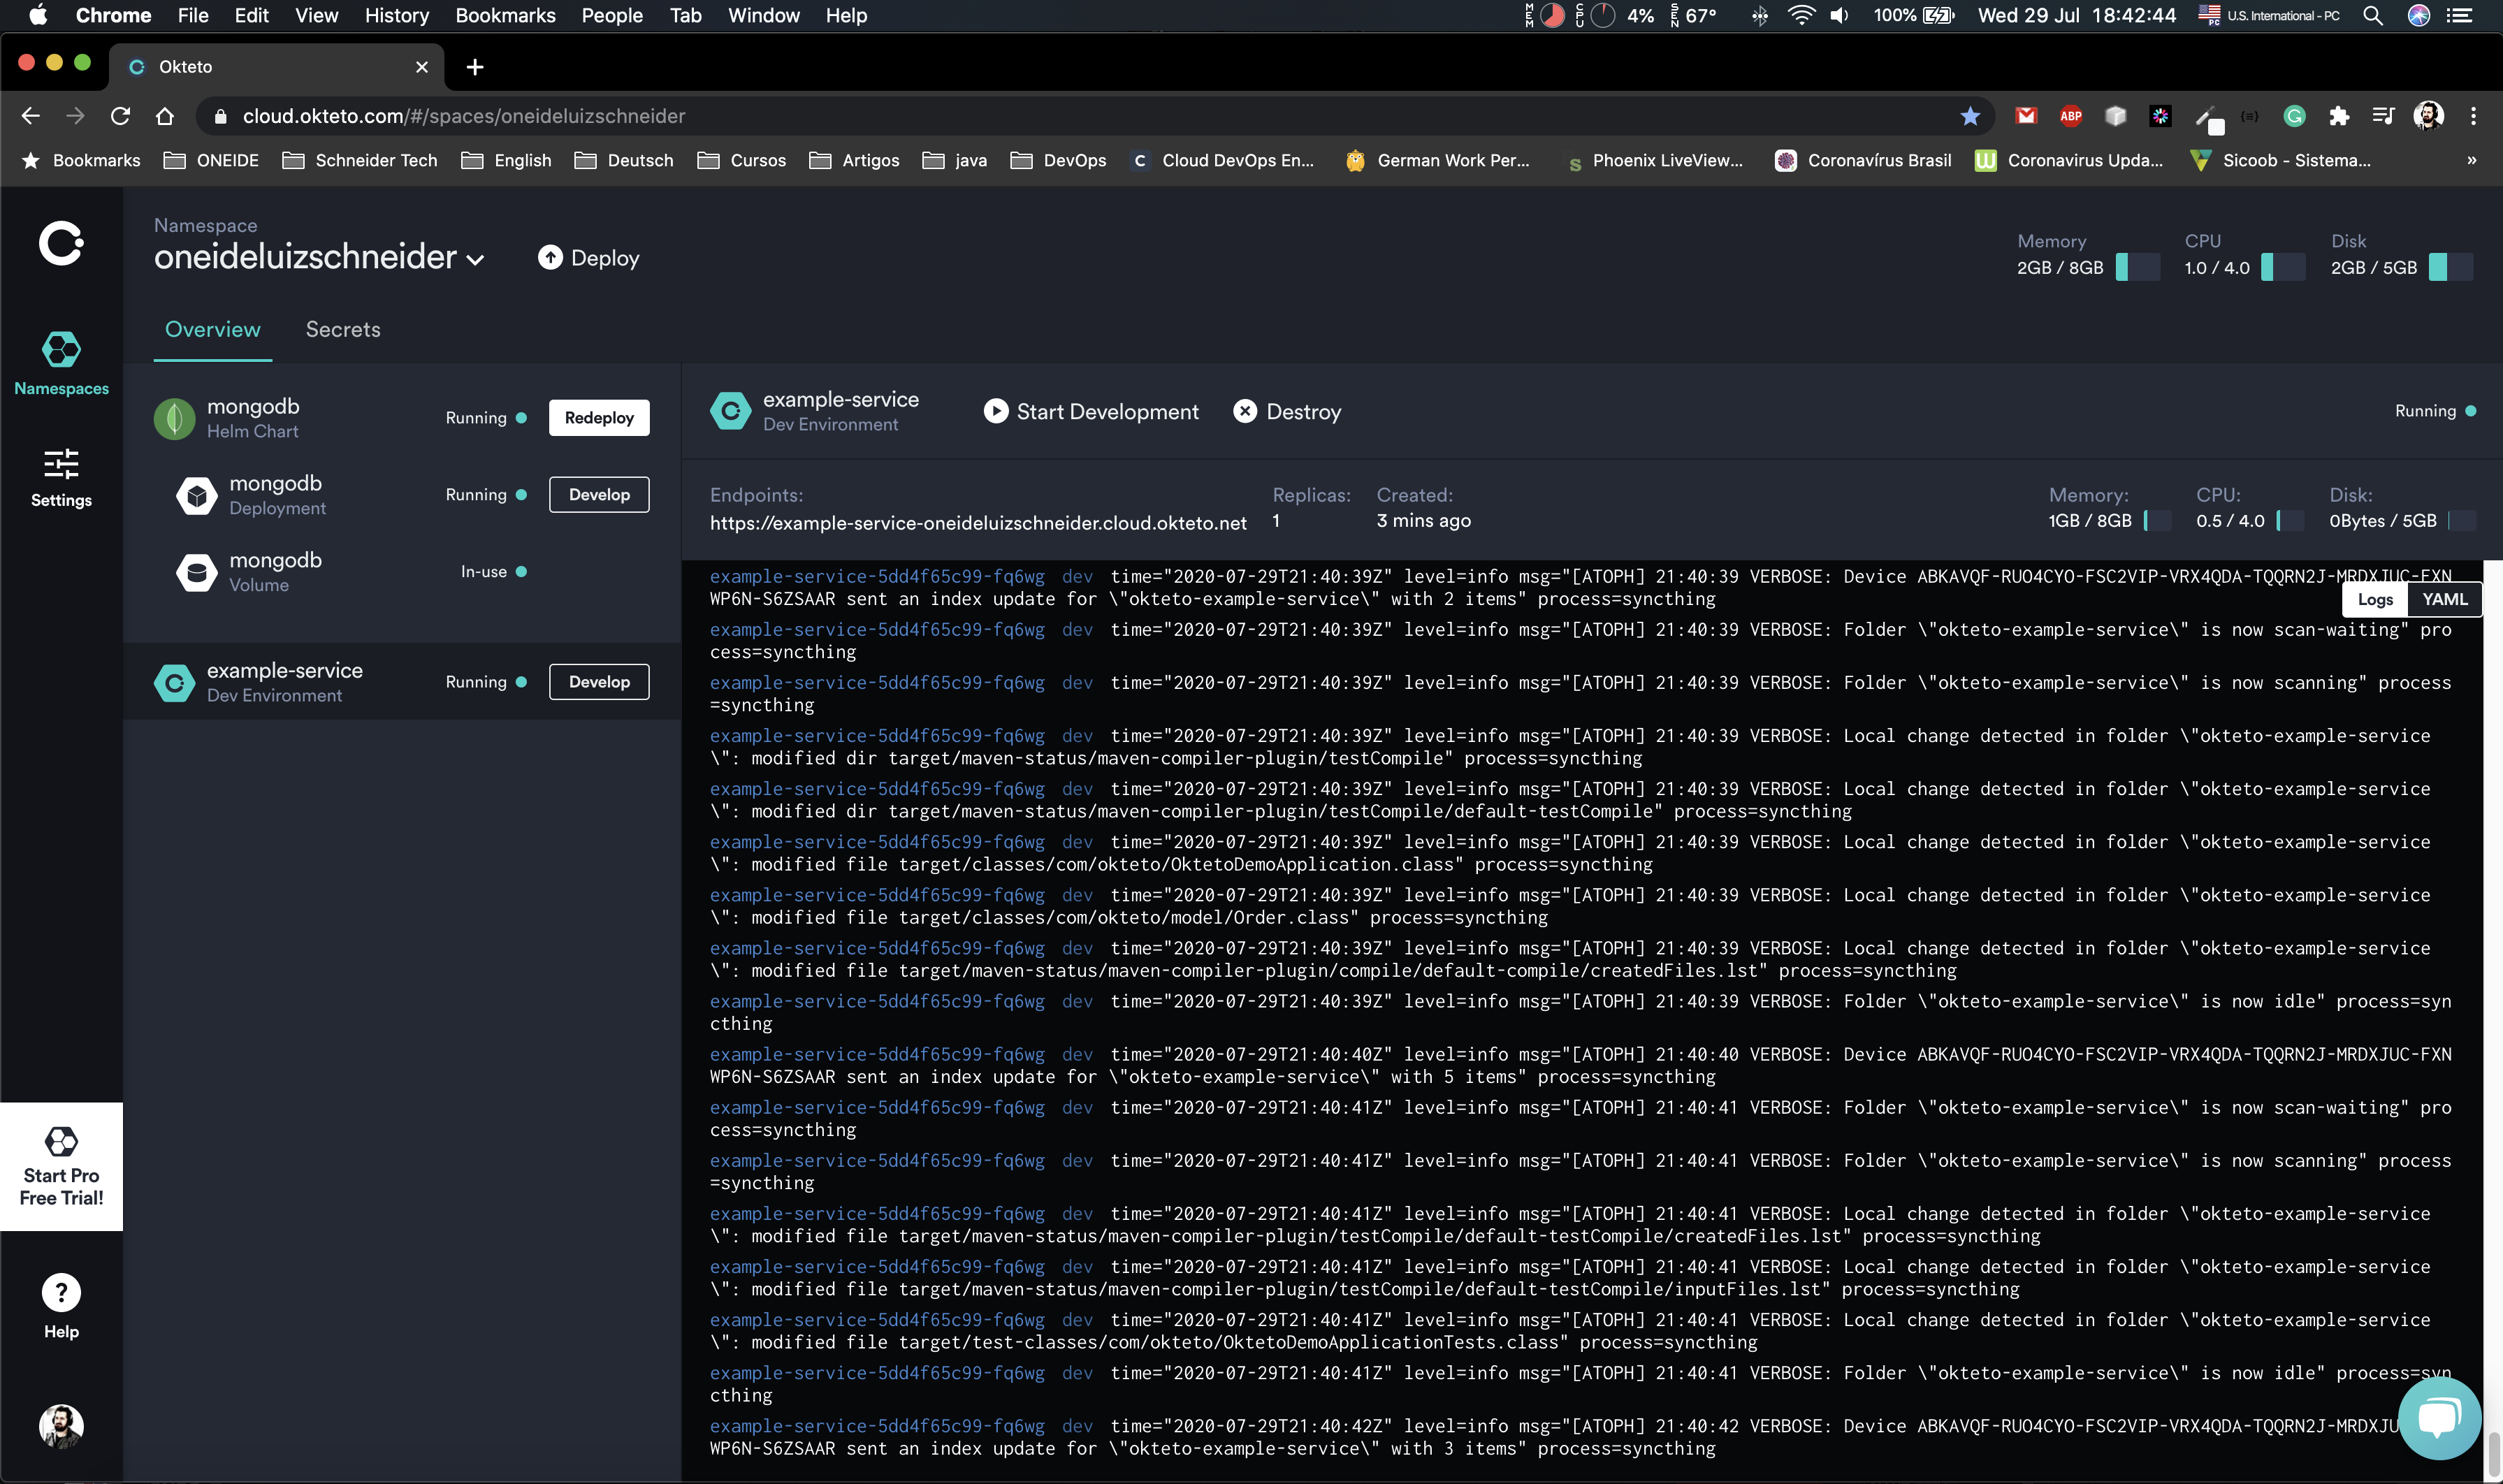 Chrome File Edit View History Bookmarks People Tab Window Help MEM CPU 4% SEN 67° 100% Wed 29 Jul 18:42:44 PC U.S. International - PC
Okteto
cloud.okteto.com/#/spaces/oneideluizschneider
ABP
Bookmarks ONEIDE Schneider Tech English Deutsch Cursos Artigos java DevOps Cloud DevOps En... German Work Per... Phoenix LiveView... Coronavírus Brasil Coronavirus Upda... Sicoob - Sistema... »
Namespace
oneideluizschneider
Deploy
Memory
2GB / 8GB
CPU
1.0 / 4.0
Disk
2GB / 5GB
Overview Secrets
Namespaces
Settings
Start Pro
Free Trial!
Help
mongodb
Helm Chart
Running
Redeploy
mongodb
Deployment
Running
Develop
mongodb
Volume
In-use
example-service
Dev Environment
Running
Develop
example-service
Dev Environment
Start Development
Destroy
Running
Endpoints:
https://example-service-oneideluizschneider.cloud.okteto.net
Replicas:
1
Created:
3 mins ago
Memory:
1GB / 8GB
CPU:
0.5 / 4.0
Disk:
0Bytes / 5GB
Logs YAML
example-service-5dd4f65c99-fq6wg dev time="2020-07-29T21:40:39Z" level=info msg="[ATOPH] 21:40:39 VERBOSE: Device ABKAVQF-RUO4CYO-FSC2VIP-VRX4QDA-TQQRN2J-MRDXJUC-FXN
WP6N-S6ZSAAR sent an index update for \"okteto-example-service\" with 2 items" process=syncthing
example-service-5dd4f65c99-fq6wg dev time="2020-07-29T21:40:39Z" level=info msg="[ATOPH] 21:40:39 VERBOSE: Folder \"okteto-example-service\" is now scan-waiting" pro
cess=syncthing
example-service-5dd4f65c99-fq6wg dev time="2020-07-29T21:40:39Z" level=info msg="[ATOPH] 21:40:39 VERBOSE: Folder \"okteto-example-service\" is now scanning" process
=syncthing
example-service-5dd4f65c99-fq6wg dev time="2020-07-29T21:40:39Z" level=info msg="[ATOPH] 21:40:39 VERBOSE: Local change detected in folder \"okteto-example-service
\": modified dir target/maven-status/maven-compiler-plugin/testCompile" process=syncthing
example-service-5dd4f65c99-fq6wg dev time="2020-07-29T21:40:39Z" level=info msg="[ATOPH] 21:40:39 VERBOSE: Local change detected in folder \"okteto-example-service
\": modified dir target/maven-status/maven-compiler-plugin/testCompile/default-testCompile" process=syncthing
example-service-5dd4f65c99-fq6wg dev time="2020-07-29T21:40:39Z" level=info msg="[ATOPH] 21:40:39 VERBOSE: Local change detected in folder \"okteto-example-service
\": modified file target/classes/com/okteto/OktetoDemoApplication.class" process=syncthing
example-service-5dd4f65c99-fq6wg dev time="2020-07-29T21:40:39Z" level=info msg="[ATOPH] 21:40:39 VERBOSE: Local change detected in folder \"okteto-example-service
\": modified file target/classes/com/okteto/model/Order.class" process=syncthing
example-service-5dd4f65c99-fq6wg dev time="2020-07-29T21:40:39Z" level=info msg="[ATOPH] 21:40:39 VERBOSE: Local change detected in folder \"okteto-example-service
\": modified file target/maven-status/maven-compiler-plugin/compile/default-compile/createdFiles.lst" process=syncthing
example-service-5dd4f65c99-fq6wg dev time="2020-07-29T21:40:39Z" level=info msg="[ATOPH] 21:40:39 VERBOSE: Folder \"okteto-example-service\" is now idle" process=syn
cthing
example-service-5dd4f65c99-fq6wg dev time="2020-07-29T21:40:40Z" level=info msg="[ATOPH] 21:40:40 VERBOSE: Device ABKAVQF-RUO4CYO-FSC2VIP-VRX4QDA-TQQRN2J-MRDXJUC-FXN
WP6N-S6ZSAAR sent an index update for \"okteto-example-service\" with 5 items" process=syncthing
example-service-5dd4f65c99-fq6wg dev time="2020-07-29T21:40:41Z" level=info msg="[ATOPH] 21:40:41 VERBOSE: Folder \"okteto-example-service\" is now scan-waiting" pro
cess=syncthing
example-service-5dd4f65c99-fq6wg dev time="2020-07-29T21:40:41Z" level=info msg="[ATOPH] 21:40:41 VERBOSE: Folder \"okteto-example-service\" is now scanning" process
=syncthing
example-service-5dd4f65c99-fq6wg dev time="2020-07-29T21:40:41Z" level=info msg="[ATOPH] 21:40:41 VERBOSE: Local change detected in folder \"okteto-example-service
\": modified file target/maven-status/maven-compiler-plugin/testCompile/default-testCompile/createdFiles.lst" process=syncthing
example-service-5dd4f65c99-fq6wg dev time="2020-07-29T21:40:41Z" level=info msg="[ATOPH] 21:40:41 VERBOSE: Local change detected in folder \"okteto-example-service
\": modified file target/maven-status/maven-compiler-plugin/testCompile/default-testCompile/inputFiles.lst" process=syncthing
example-service-5dd4f65c99-fq6wg dev time="2020-07-29T21:40:41Z" level=info msg="[ATOPH] 21:40:41 VERBOSE: Local change detected in folder \"okteto-example-service
\": modified file target/test-classes/com/okteto/OktetoDemoApplicationTests.class" process=syncthing
example-service-5dd4f65c99-fq6wg dev time="2020-07-29T21:40:41Z" level=info msg="[ATOPH] 21:40:41 VERBOSE: Folder \"okteto-example-service\" is now idle" process=syn
cthing
example-service-5dd4f65c99-fq6wg dev time="2020-07-29T21:40:42Z" level=info msg="[ATOPH] 21:40:42 VERBOSE: Device ABKAVQF-RUO4CYO-FSC2VIP-VRX4QDA-TQQRN2J-MRDXJU
WP6N-S6ZSAAR sent an index update for \"okteto-example-service\" with 3 items" process=syncthing